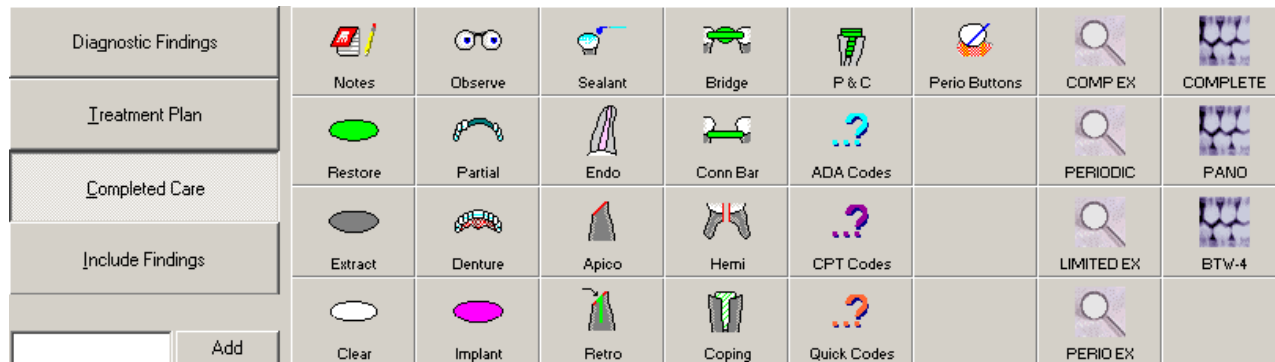 Diagnostic Findings
Treatment Plan
Completed Care
Include Findings
Add
Notes Observe Sealant Bridge P & C Perio Buttons COMP EX COMPLETE
Restore Partial Endo Conn Bar ADA Codes PERIODIC PANO
Extract Denture Apico Hemi CPT Codes LIMITED EX BTW-4
Clear Implant Retro Coping Quick Codes PERIO EX